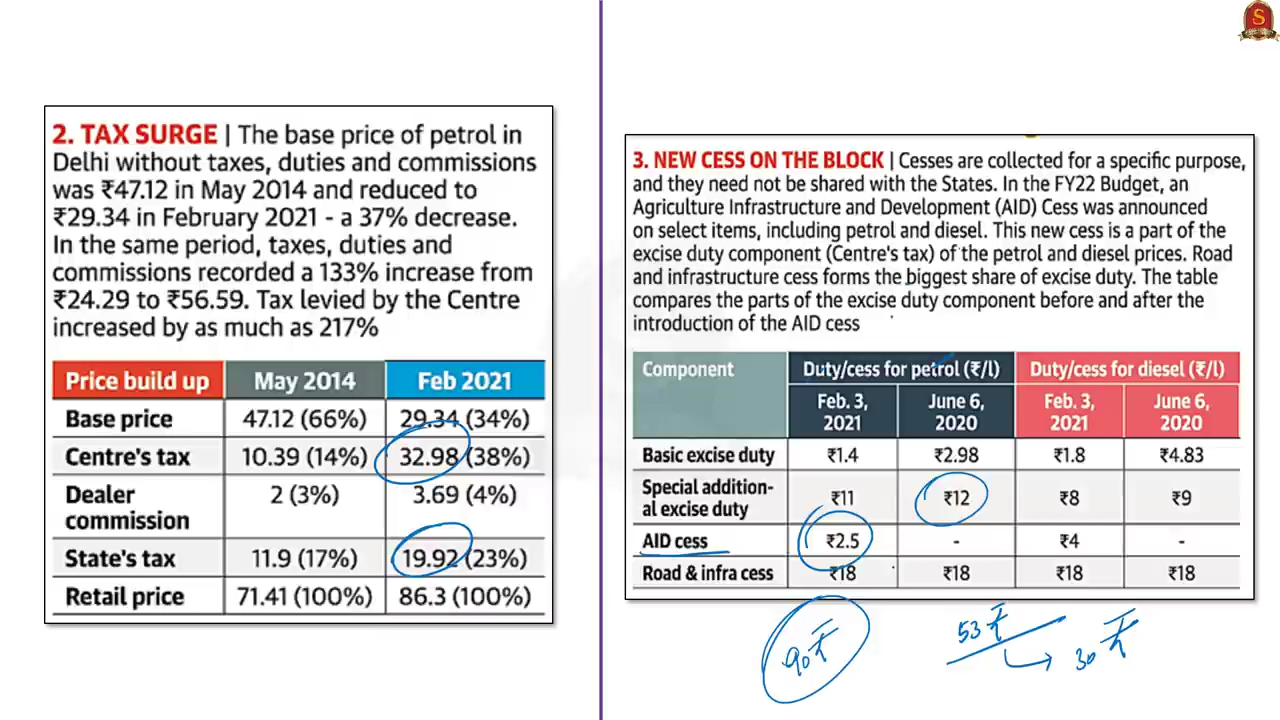 S
2. TAX SURGE | The base price of petrol in
Delhi without taxes, duties and commissions
was ₹47.12 in May 2014 and reduced to
₹29.34 in February 2021 - a 37% decrease.
In the same period, taxes, duties and
commissions recorded a 133% increase from
₹24.29 to ₹56.59. Tax levied by the Centre
increased by as much as 217%
Price build up May 2014 Feb 2021
Base price 47.12 (66%) 29.34 (34%)
Centre's tax 10.39 (14%) 32.98 (38%)
Dealer commission 2 (3%) 3.69 (4%)
State's tax 11.9 (17%) 19.92 (23%)
Retail price 71.41 (100%) 86.3 (100%)
3. NEW CESS ON THE BLOCK | Cesses are collected for a specific purpose,
and they need not be shared with the States. In the FY22 Budget, an
Agriculture Infrastructure and Development (AID) Cess was announced
on select items, including petrol and diesel. This new cess is a part of the
excise duty component (Centre's tax) of the petrol and diesel prices. Road
and infrastructure cess forms the biggest share of excise duty. The table
compares the parts of the excise duty component before and after the
introduction of the AID cess
Component Duty/cess for petrol (₹/l) Duty/cess for diesel (₹/l)
Feb. 3, 2021 June 6, 2020 Feb. 3, 2021 June 6, 2020
Basic excise duty ₹1.4 ₹2.98 ₹1.8 ₹4.83
Special addition-al excise duty ₹11 ₹12 ₹8 ₹9
AID cess ₹2.5 - ₹4 -
Road & infra cess ₹18 ₹18 ₹18 ₹18
90₹ 53₹ 30₹